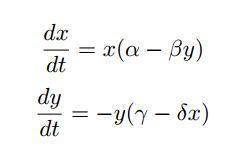 dx/dt = x(α − βy)
dy/dt = −y(γ − δx)